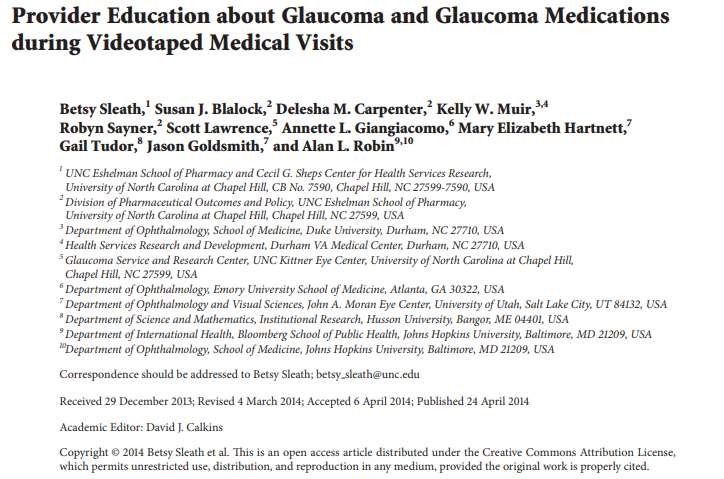 Provider Education about Glaucoma and Glaucoma Medications
during Videotaped Medical Visits
Betsy Sleath,1 Susan J. Blalock,2 Delesha M. Carpenter,2 Kelly W. Muir,3,4
Robyn Sayner,2 Scott Lawrence,5 Annette L. Giangiacomo,6 Mary Elizabeth Hartnett,7
Gail Tudor,8 Jason Goldsmith,7 and Alan L. Robin9,10
1 UNC Eshelman School of Pharmacy and Cecil G. Sheps Center for Health Services Research,
University of North Carolina at Chapel Hill, CB No. 7590, Chapel Hill, NC 27599-7590, USA
2 Division of Pharmaceutical Outcomes and Policy, UNC Eshelman School of Pharmacy,
University of North Carolina at Chapel Hill, Chapel Hill, NC 27599, USA
3 Department of Ophthalmology, School of Medicine, Duke University, Durham, NC 27710, USA
4 Health Services Research and Development, Durham VA Medical Center, Durham, NC 27710, USA
5 Glaucoma Service and Research Center, UNC Kittner Eye Center, University of North Carolina at Chapel Hill,
Chapel Hill, NC 27599, USA
6 Department of Ophthalmology, Emory University School of Medicine, Atlanta, GA 30322, USA
7 Department of Ophthalmology and Visual Sciences, John A. Moran Eye Center, University of Utah, Salt Lake City, UT 84132, USA
8 Department of Science and Mathematics, Institutional Research, Husson University, Bangor, ME 04401, USA
9 Department of International Health, Bloomberg School of Public Health, Johns Hopkins University, Baltimore, MD 21209, USA
10 Department of Ophthalmology, School of Medicine, Johns Hopkins University, Baltimore, MD 21209, USA
Correspondence should be addressed to Betsy Sleath; betsy_sleath@unc.edu
Received 29 December 2013; Revised 4 March 2014; Accepted 6 April 2014; Published 24 April 2014
Academic Editor: David J. Calkins
Copyright © 2014 Betsy Sleath et al. This is an open access article distributed under the Creative Commons Attribution License,
which permits unrestricted use, distribution, and reproduction in any medium, provided the original work is properly cited.